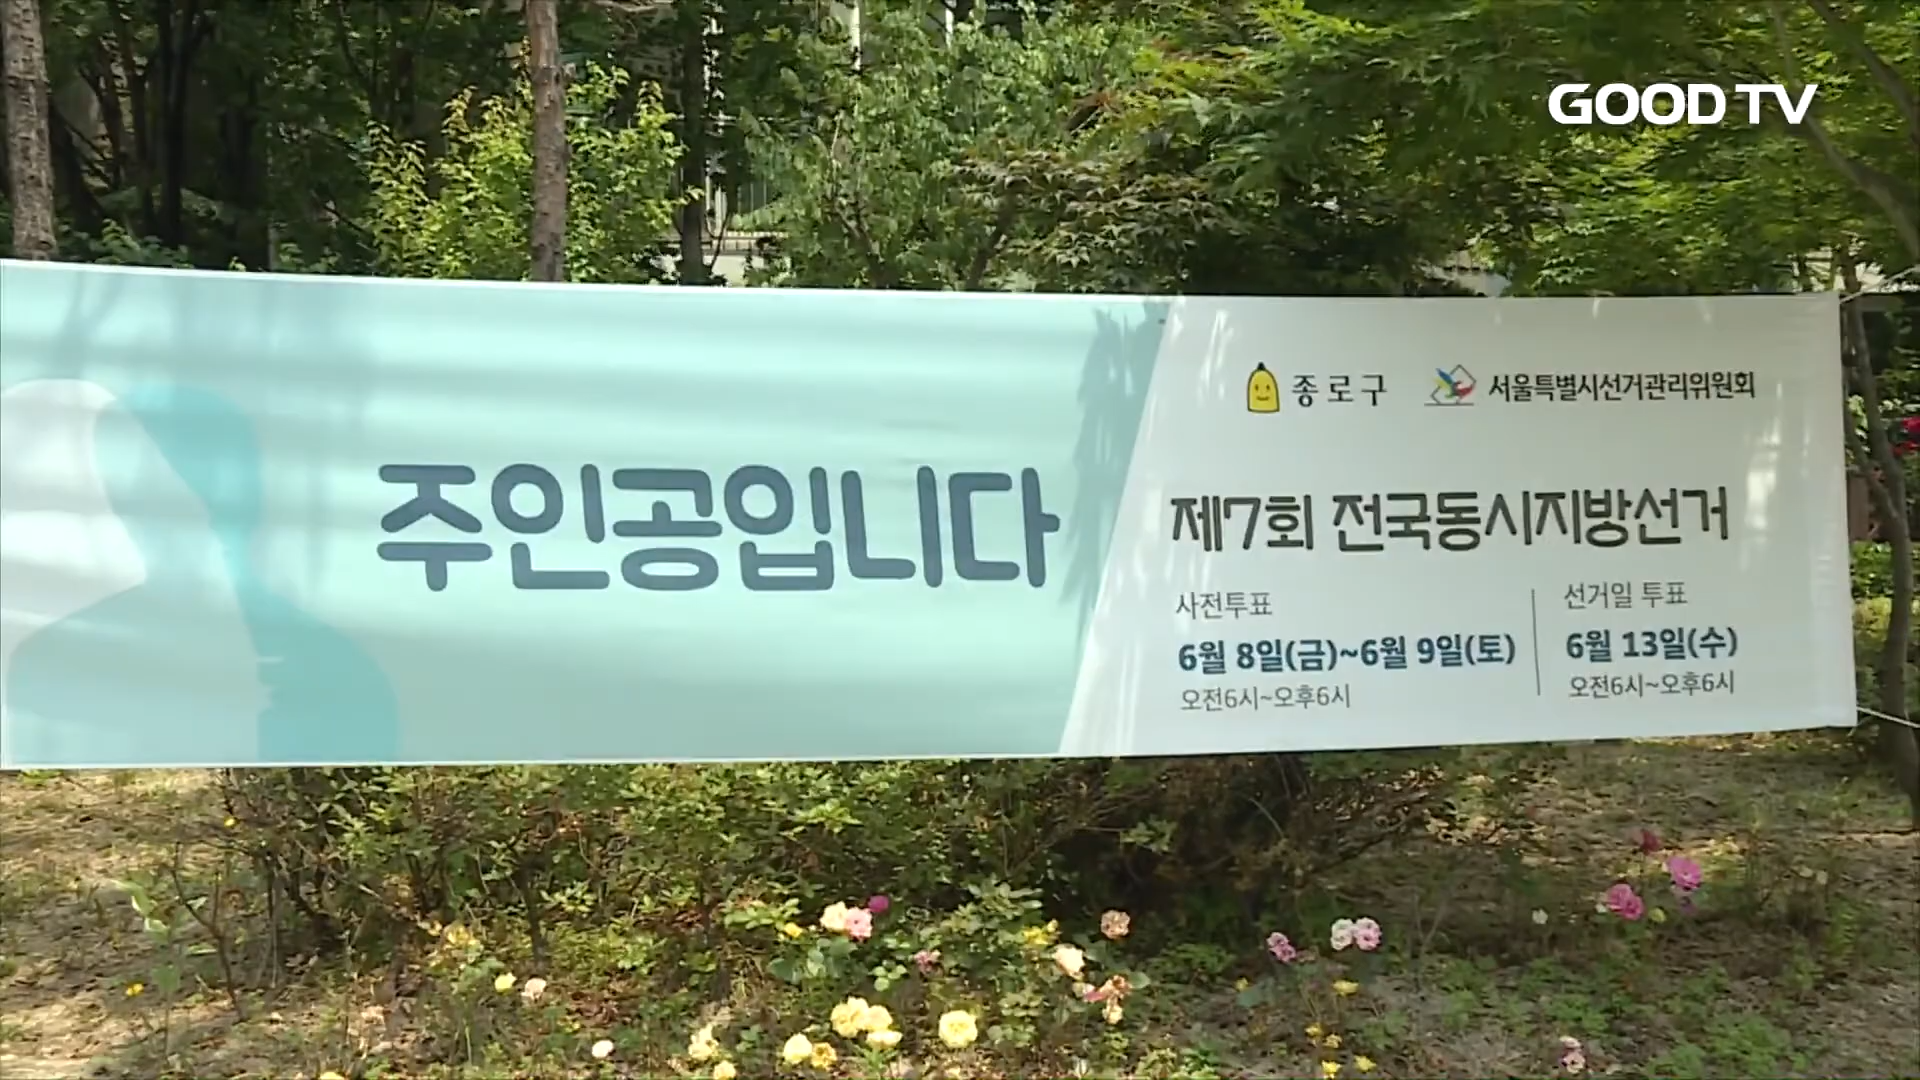 GOOD TV
종로구 서울특별시선거관리위원회
주인공입니다
제7회 전국동시지방선거
사전투표
6월 8일(금)~6월 9일(토)
오전6시~오후6시
선거일 투표
6월 13일(수)
오전6시~오후6시